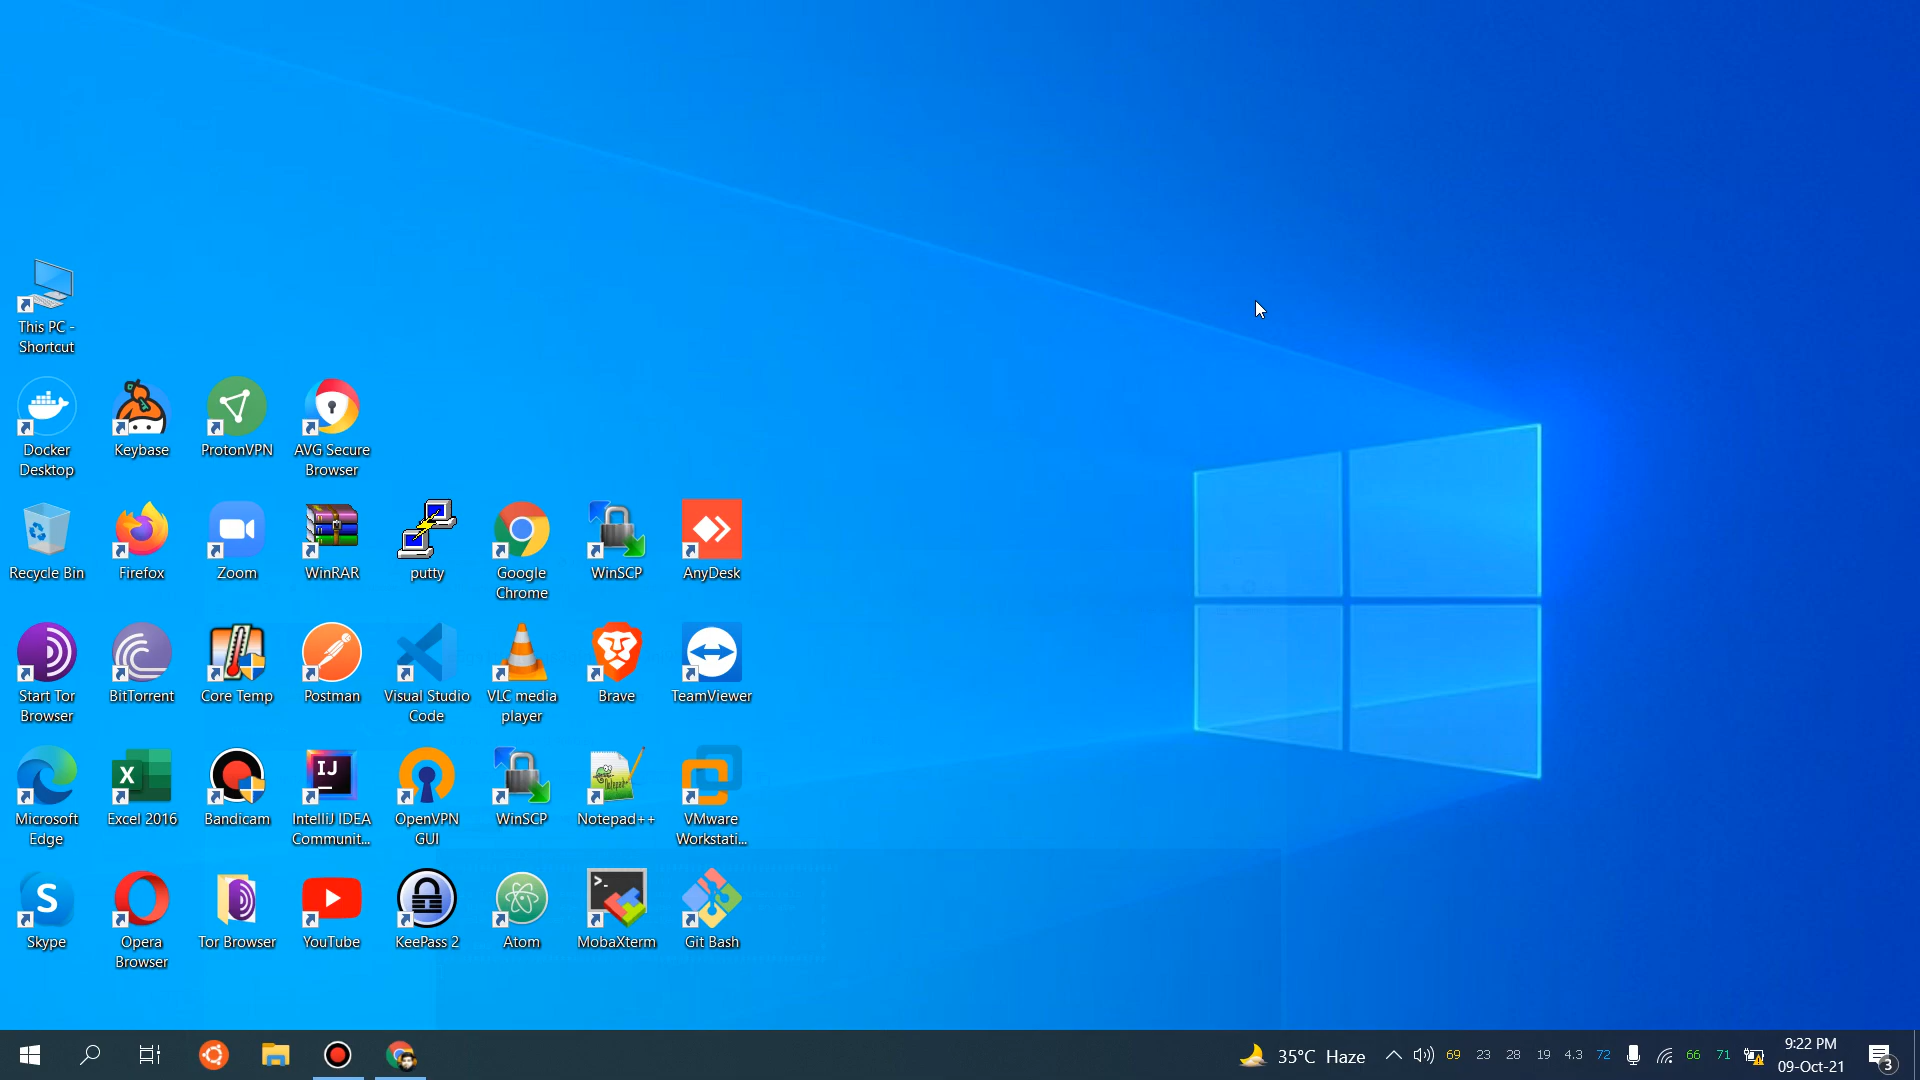 This PC -
Shortcut
Docker
Desktop
Keybase
ProtonVPN
AVG Secure
Browser
Recycle Bin
Firefox
Zoom
WinRAR
putty
Google
Chrome
WinSCP
AnyDesk
Start Tor
Browser
BitTorrent
Core Temp
Postman
Visual Studio
Code
VLC media
player
Brave
TeamViewer
Microsoft
Edge
Excel 2016
Bandicam
IntelliJ IDEA
Communit...
OpenVPN
GUI
WinSCP
Notepad++
VMware
Workstati...
Skype
Opera
Browser
Tor Browser
YouTube
KeePass 2
Atom
MobaXterm
Git Bash
35°C Haze
69 23 28 19 4.3 72 66 71
9:22 PM
09-Oct-21
3